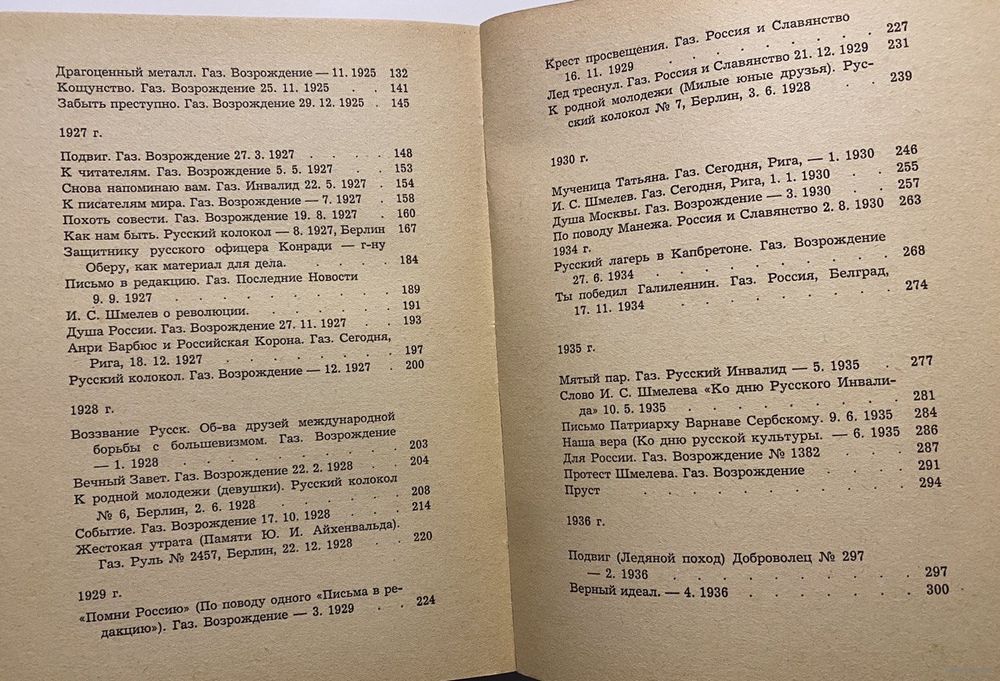 Драгоценный металл. Газ. Возрождение — 11. 1925 132
Кощунство. Газ. Возрождение 25. 11. 1925 . . 141
Забыть преступно. Газ. Возрождение 29. 12. 1925 . 145
1927 г.
Подвиг. Газ. Возрождение 27. 3. 1927 . . . . . 148
К читателям. Газ. Возрождение 5. 5. 1927 . . 153
Снова напоминаю вам. Газ. Инвалид 22. 5. 1927 . 154
К писателям мира. Газ. Возрождение — 7. 1927 . 158
Похоть совести. Газ. Возрождение 19. 8. 1927 . 160
Как нам быть. Русский колокол — 8. 1927, Берлин 167
Защитнику русского офицера Конради — г-ну
Оберу, как материал для дела. . . . . . . 184
Письмо в редакцию. Газ. Последние Новости
9. 9. 1927 . . . . . . . . . . . 189
И. С. Шмелев о революции. . . . . . . . 191
Душа России. Газ. Возрождение 27. 11. 1927 . . 193
Анри Барбюс и Российская Корона. Газ. Сегодня,
Рига, 18. 12. 1927 . . . . . . . . . 197
Русский колокол. Газ. Возрождение — 12. 1927 . 200
1928 г.
Воззвание Русск. Об-ва друзей международной
борьбы с большевизмом. Газ. Возрождение
— 1. 1928 . . . . . . . . . . . 203
Вечный Завет. Газ. Возрождение 22. 2. 1928 . . 204
К родной молодежи (девушки). Русский колокол
№ 6, Берлин, 2. 6. 1928 . . . . . . . 208
Событие. Газ. Возрождение 17. 10. 1928 . . . 214
Жестокая утрата (Памяти Ю. И. Айхенвальда).
Газ. Руль № 2457, Берлин, 22. 12. 1928 . . 220
1929 г.
«Помни Россию» (По поводу одного «Письма в ре-
дакцию»). Газ. Возрождение — 3. 1929 . . 224
Крест просвещения. Газ. Россия и Славянство
16. 11. 1929 . . . . . . . . . . 227
Лед треснул. Газ. Россия и Славянство 21. 12. 1929 231
К родной молодежи (Милые юные друзья). Рус-
ский колокол № 7, Берлин, 3. 6. 1928 . . 239
1930 г.
Мученица Татьяна. Газ. Сегодня, Рига, — 1. 1930 246
И. С. Шмелев. Газ. Сегодня, Рига, 1. 1. 1930 . . 255
Душа Москвы. Газ. Возрождение — 3. 1930 . . 257
По поводу Манежа. Россия и Славянство 2. 8. 1930 263
1934 г.
Русский лагерь в Капбретоне. Газ. Возрождение
27. 6. 1934 . . . . . . . . . . . 268
Ты победил Галилеянин. Газ. Россия, Белград,
17. 11. 1934 . . . . . . . . . . 274
1935 г.
Мятый пар. Газ. Русский Инвалид — 5. 1935 . 277
Слово И. С. Шмелева «Ко дню Русского Инвали-
да» 10. 5. 1935 . . . . . . . . . . 281
Письмо Патриарху Варнаве Сербскому. 9. 6. 1935 284
Наша вера (Ко дню русской культуры. — 6. 1935 286
Для России. Газ. Возрождение № 1382 . . . . 287
Протест Шмелева. Газ. Возрождение . . . . . 291
Пруст . . . . . . . . . . . . . 294
1936 г.
Подвиг (Ледяной поход) Доброволец № 297
— 2. 1936 . . . . . . . . . . . 297
Верный идеал. — 4. 1936 . . . . . . . . 300